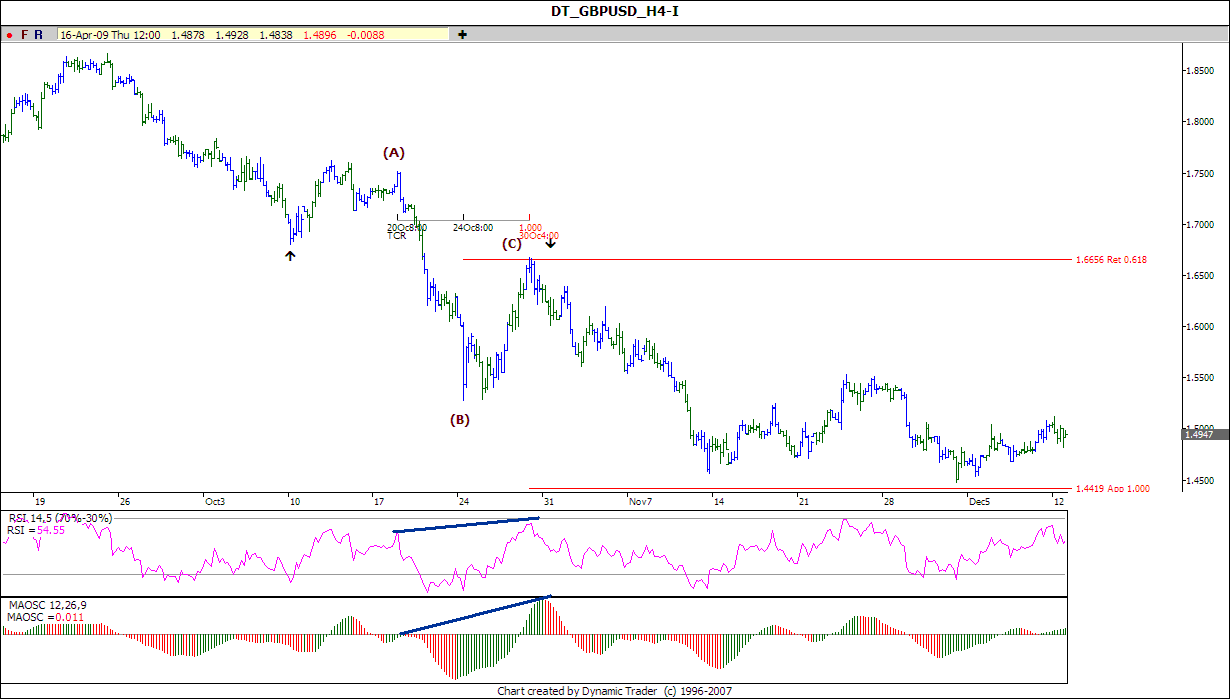 DT_GBPUSD_H4-I
F R 16-Apr-09 Thu 12:00 1.4878 1.4928 1.4838 1.4896 -0.0088
1.8500
1.8000
(A)
1.7500
1.7000
20Oc8:00 24Oc8:00 1.000
TCR 30Oc4:00
(C)
1.6656 Ret 0.618
1.6500
1.6000
1.5500
(B)
1.5000
1.4947
1.4500
1.4419 App 1.000
19 26 Oct3 10 17 24 31 Nov7 14 21 28 Dec5 12
RSI 14,5 (70%-30%)
RSI =54.55
MAOSC 12,26,9
MAOSC =0.011
Chart created by Dynamic Trader (c) 1996-2007